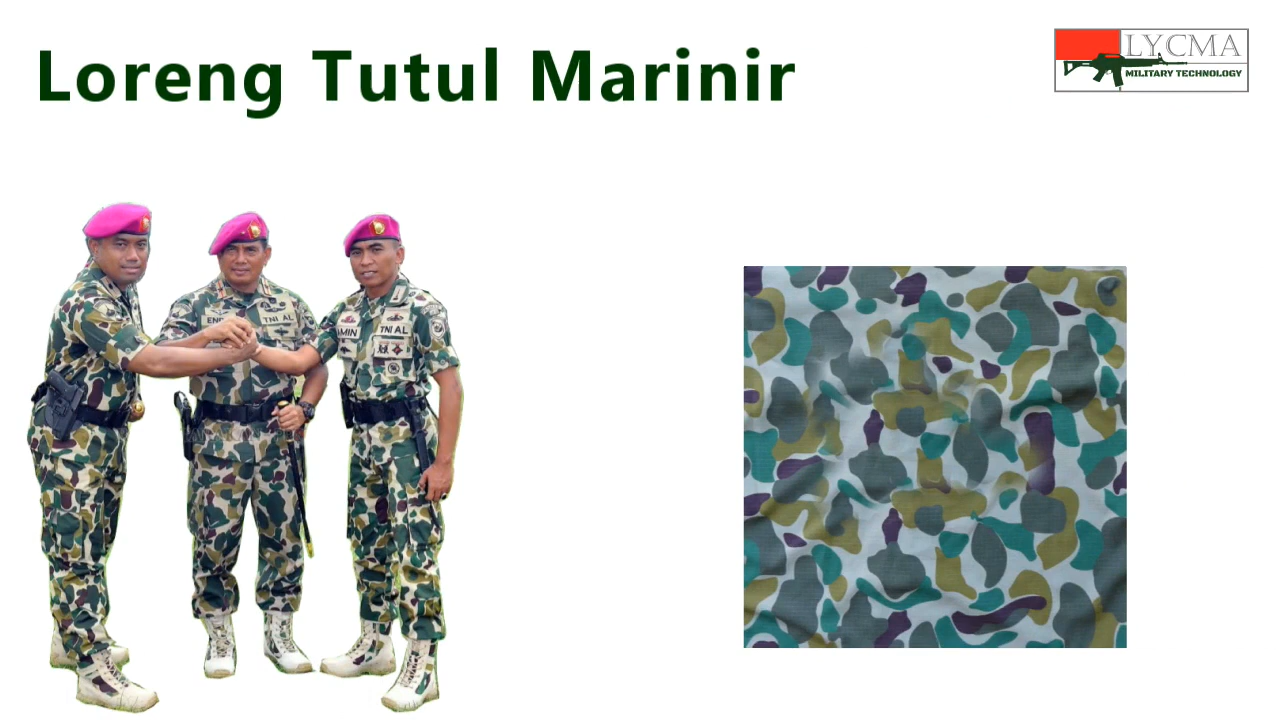 Loreng Tutul Marinir
LYCMA
MILITARY TECHNOLOGY
TNI AL
AMIN
TNI AL